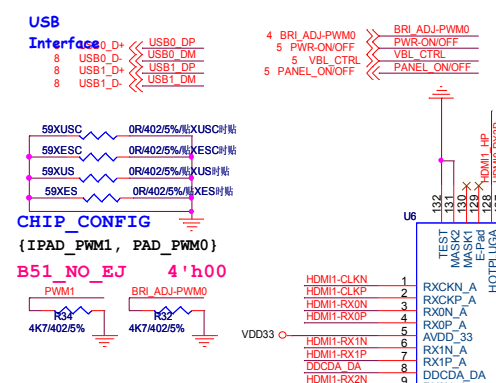 USB
Interface
8 USB0_D+ USB0_DP
8 USB0_D- USB0_DM
8 USB1_D+ USB1_DP
8 USB1_D- USB1_DM
4 BRI_ADJ-PWM0 BRI_ADJ-PWM0
5 PWR-ON/OFF PWR-ON/OFF
5 VBL_CTRL VBL_CTRL
5 PANEL_ON/OFF PANEL_ON/OFF
59XUSC 0R/402/5%/贴XUSC时贴
59XESC 0R/402/5%/贴XESC时贴
59XUS 0R/402/5%/贴XUS时贴
59XES 0R/402/5%/贴XES时贴
CHIP_CONFIG
{IPAD_PWM1, PAD_PWM0}
B51_NO_EJ 4'h00
PWM1
R34
4K7/402/5%
BRI_ADJ-PWM0
R32
4K7/402/5%
VDD33
U6
132
131
130
129
128
HDMI1_HP
TEST
MASK2
MASK1
E-Pad
HOTPLUGA
HDMI1-CLKN 1 RXCKN_A
HDMI1-CLKP 2 RXCKP_A
HDMI1-RX0N 3 RX0N_A
HDMI1-RX0P 4 RX0P_A
5 AVDD_33
HDMI1-RX1N 6 RX1N_A
HDMI1-RX1P 7 RX1P_A
DDCDA_DA 8 DDCDA_DA
HDMI1-RX2N 9